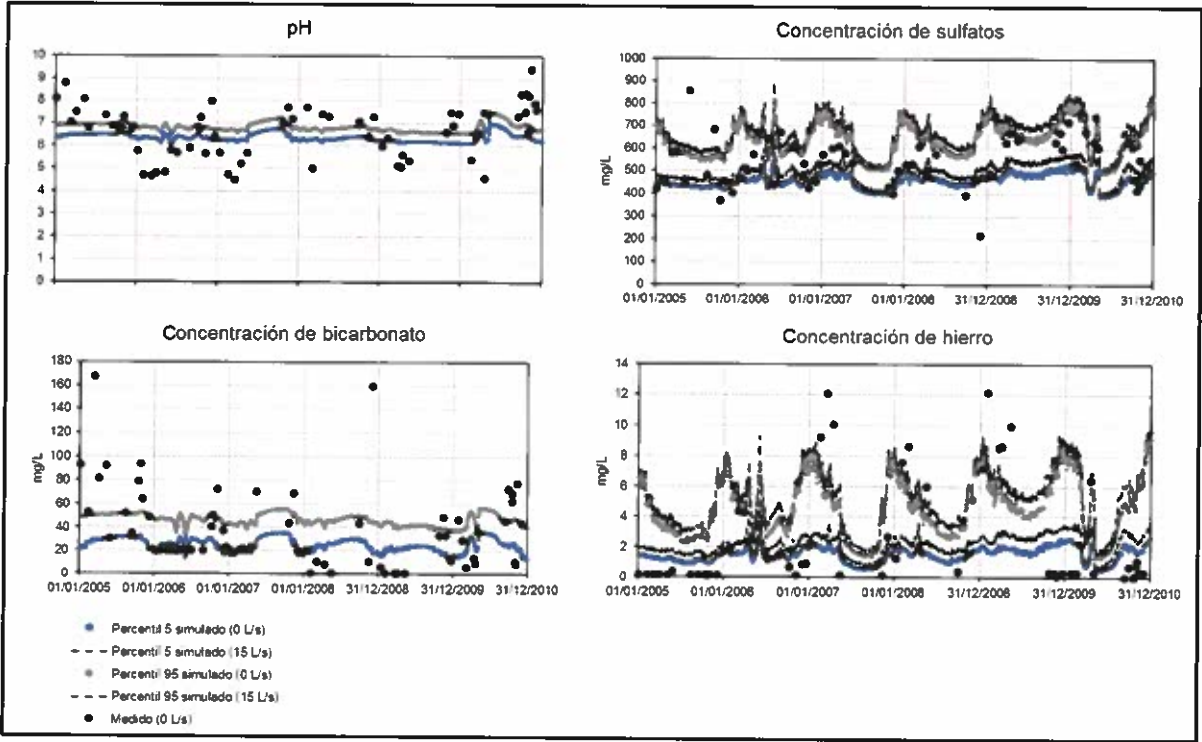 pH
10
9
8
7
6
5
4
3
2
1
0
Concentración de sulfatos
mg/L
1000
900
800
700
600
500
400
300
200
100
0
01/01/2005 01/01/2006 01/01/2007 01/01/2008 31/12/2008 31/12/2009 31/12/2010
Concentración de bicarbonato
mg/L
180
160
140
120
100
80
60
40
20
0
01/01/2005 01/01/2006 01/01/2007 01/01/2008 31/12/2008 31/12/2009 31/12/2010
Concentración de hierro
mg/L
14
12
10
8
6
4
2
0
01/01/2005 01/01/2006 01/01/2007 01/01/2008 31/12/2008 31/12/2009 31/12/2010
Percentil 5 simulado (0 L/s)
Percentil 5 simulado (15 L/s)
Percentil 95 simulado (0 L/s)
Percentil 95 simulado (15 L/s)
Medido (0 L/s)